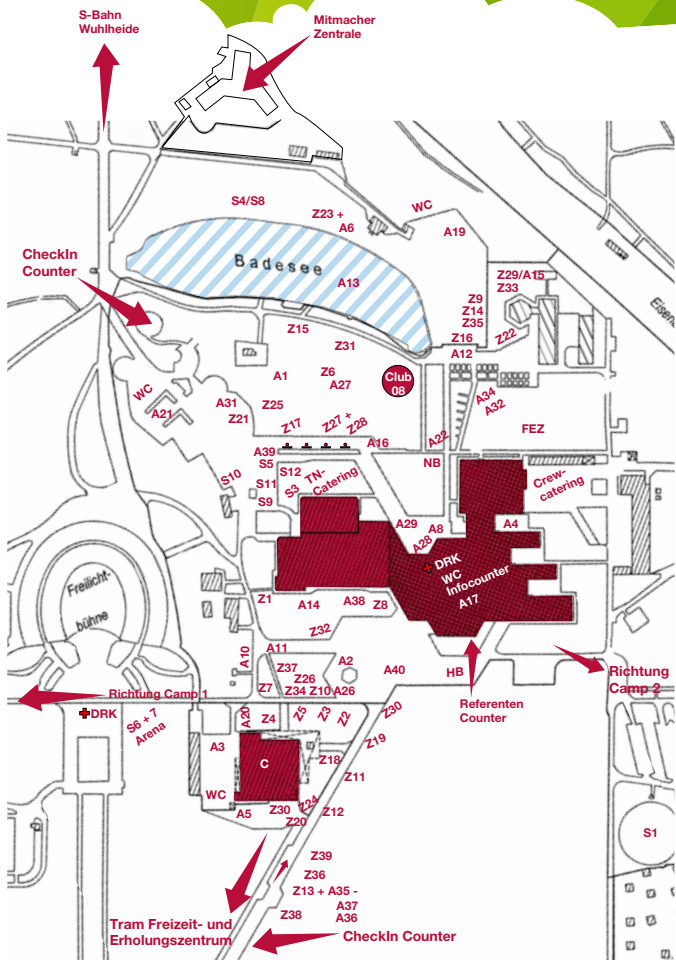 S-Bahn
Wuhlheide
Mitmacher
Zentrale
S4/S8
Z23 +
A6
WC
A19
CheckIn
Counter
Badesee
A13
Z29/A15
Z33
Z9
Z14
Z35
Z16
Z22
A12
Eisen
Z15
Z31
A1
Z6
A27
Club
08
WC
A21
A31
Z21
Z25
Z17
Z27 +
Z28
A16
A22
A34
A32
FEZ
A39
S5
S10
S11
S9
S12
S3
TN-
Catering
NB
Crew-
catering
A29
A8
A28
A4
DRK
WC
Infocounter
A17
Freilicht-
bühne
Z1
A14
A38
Z8
Z32
A10
A11
Z37
Z26
Z7
Z34
Z10
A26
A2
A40
HB
Richtung
Camp 2
Referenten
Counter
Richtung Camp 1
DRK
S6 + 7
Arena
A20
Z4
Z5
Z3
Z2
Z30
Z19
A3
C
Z18
Z11
WC
A5
Z30
Z24
Z20
Z12
S1
Z39
Z36
Z13 + A35 -
A37
A36
Z38
Tram Freizeit- und
Erholungszentrum
CheckIn Counter